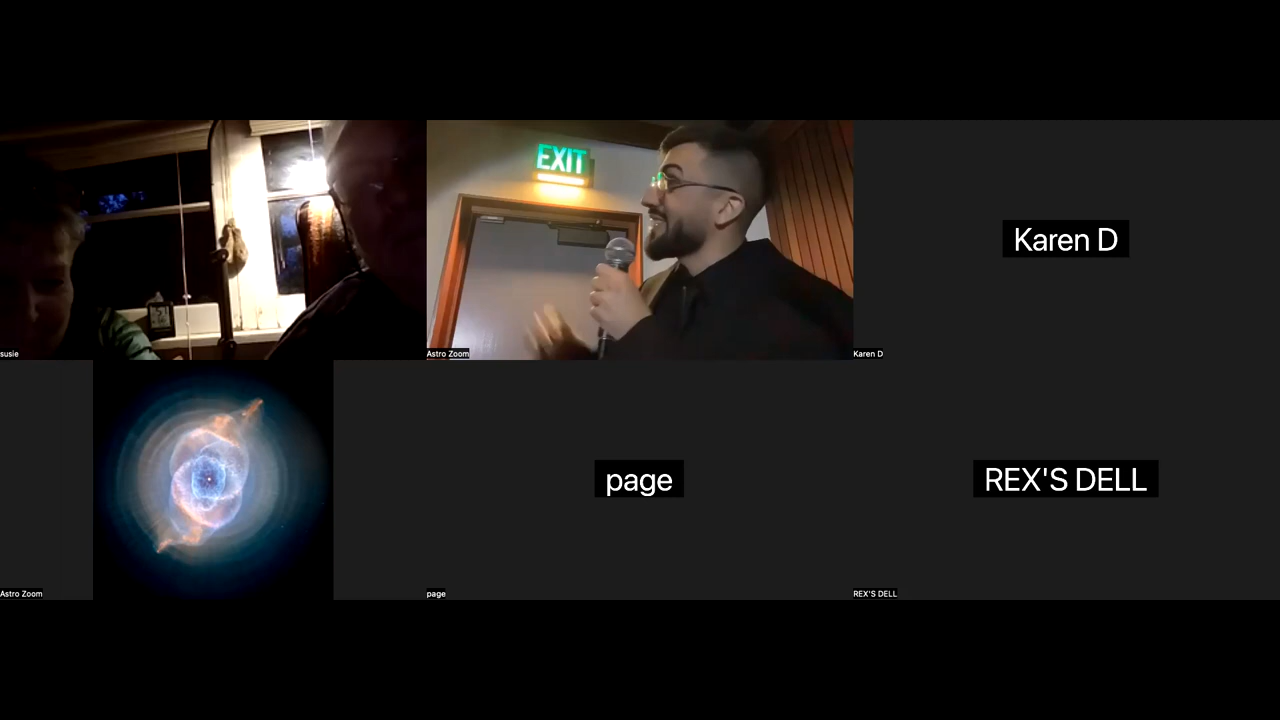 EXIT
Karen D
susie
Astro Zoom
Karen D
page
REX'S DELL
Astro Zoom
page
REX'S DELL